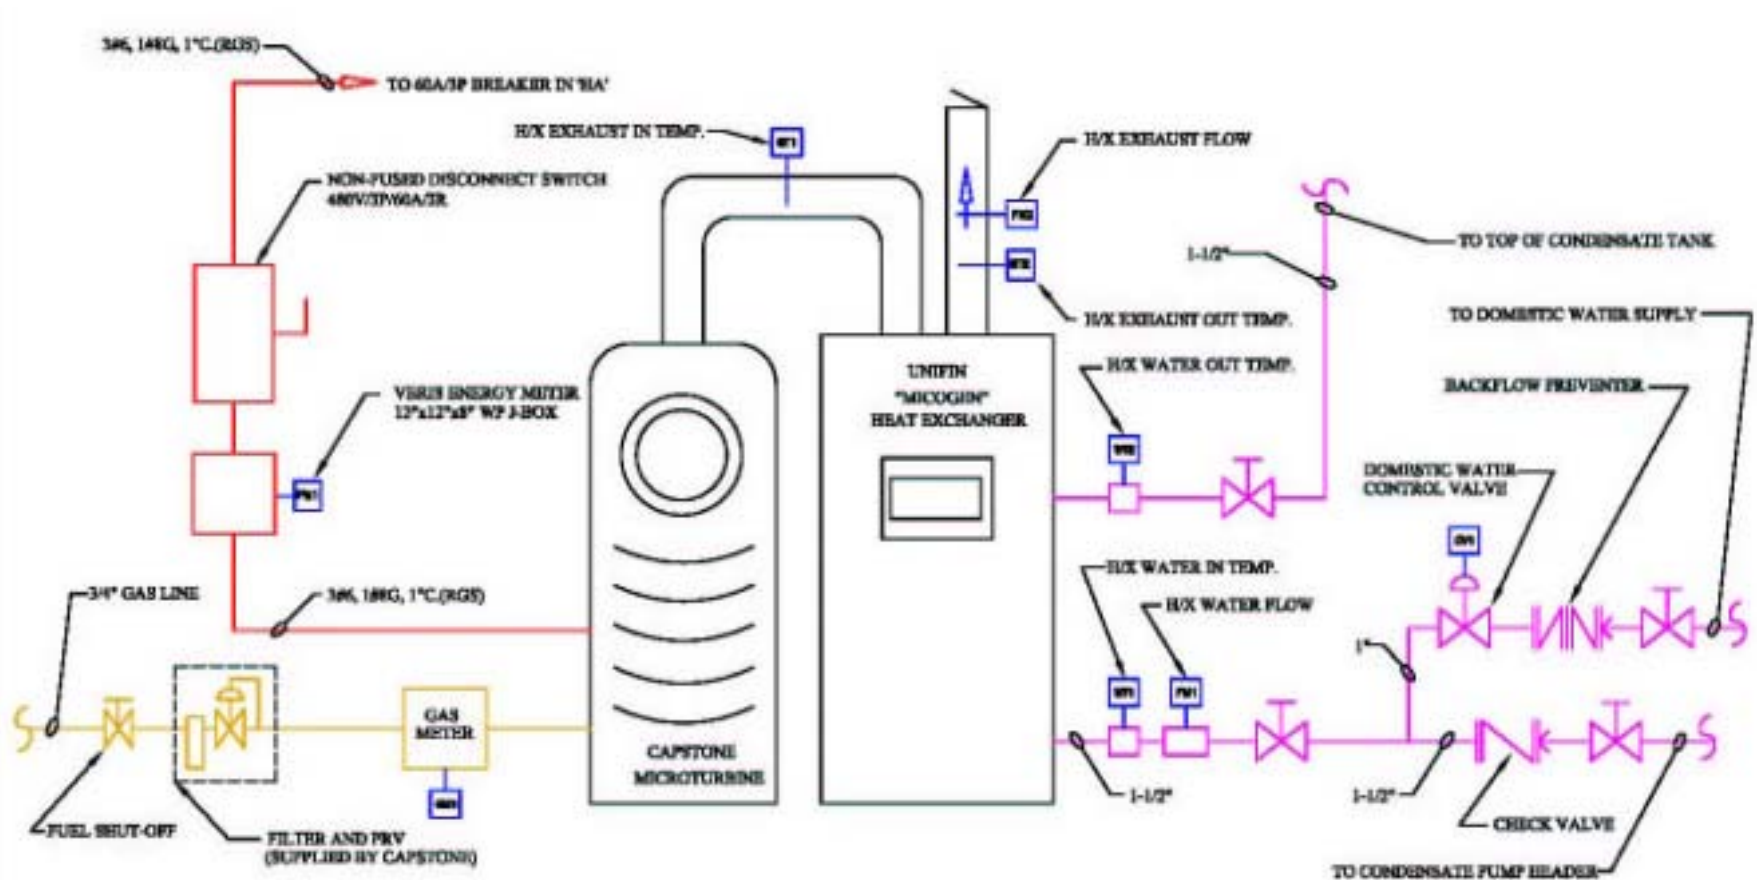 3#6, 1#8G, 1"C.(RGS)
TO 60A/3P BREAKER IN 'HA'
H/X EXHAUST IN TEMP.
H/X EXHAUST FLOW
NON-FUSED DISCONNECT SWITCH
480V/3P/60A/3R
TO TOP OF CONDENSATE TANK
1-1/2"
H/X EXHAUST OUT TEMP.
TO DOMESTIC WATER SUPPLY
H/X WATER OUT TEMP.
UNIFIN
"MICOGEN"
HEAT EXCHANGER
BACKFLOW PREVENTER
VERIS ENERGY METER
12"x12"x8" WP J-BOX
DOMESTIC WATER
CONTROL VALVE
H/X WATER IN TEMP.
3/4" GAS LINE
3#6, 1#8G, 1"C.(RGS)
H/X WATER FLOW
1"
FM1
GAS
METER
CAPSTONE
MICROTURBINE
1-1/2"
1-1/2"
FUEL SHUT-OFF
FILTER AND PRV
(SUPPLIED BY CAPSTONE)
CHECK VALVE
TO CONDENSATE PUMP HEADER